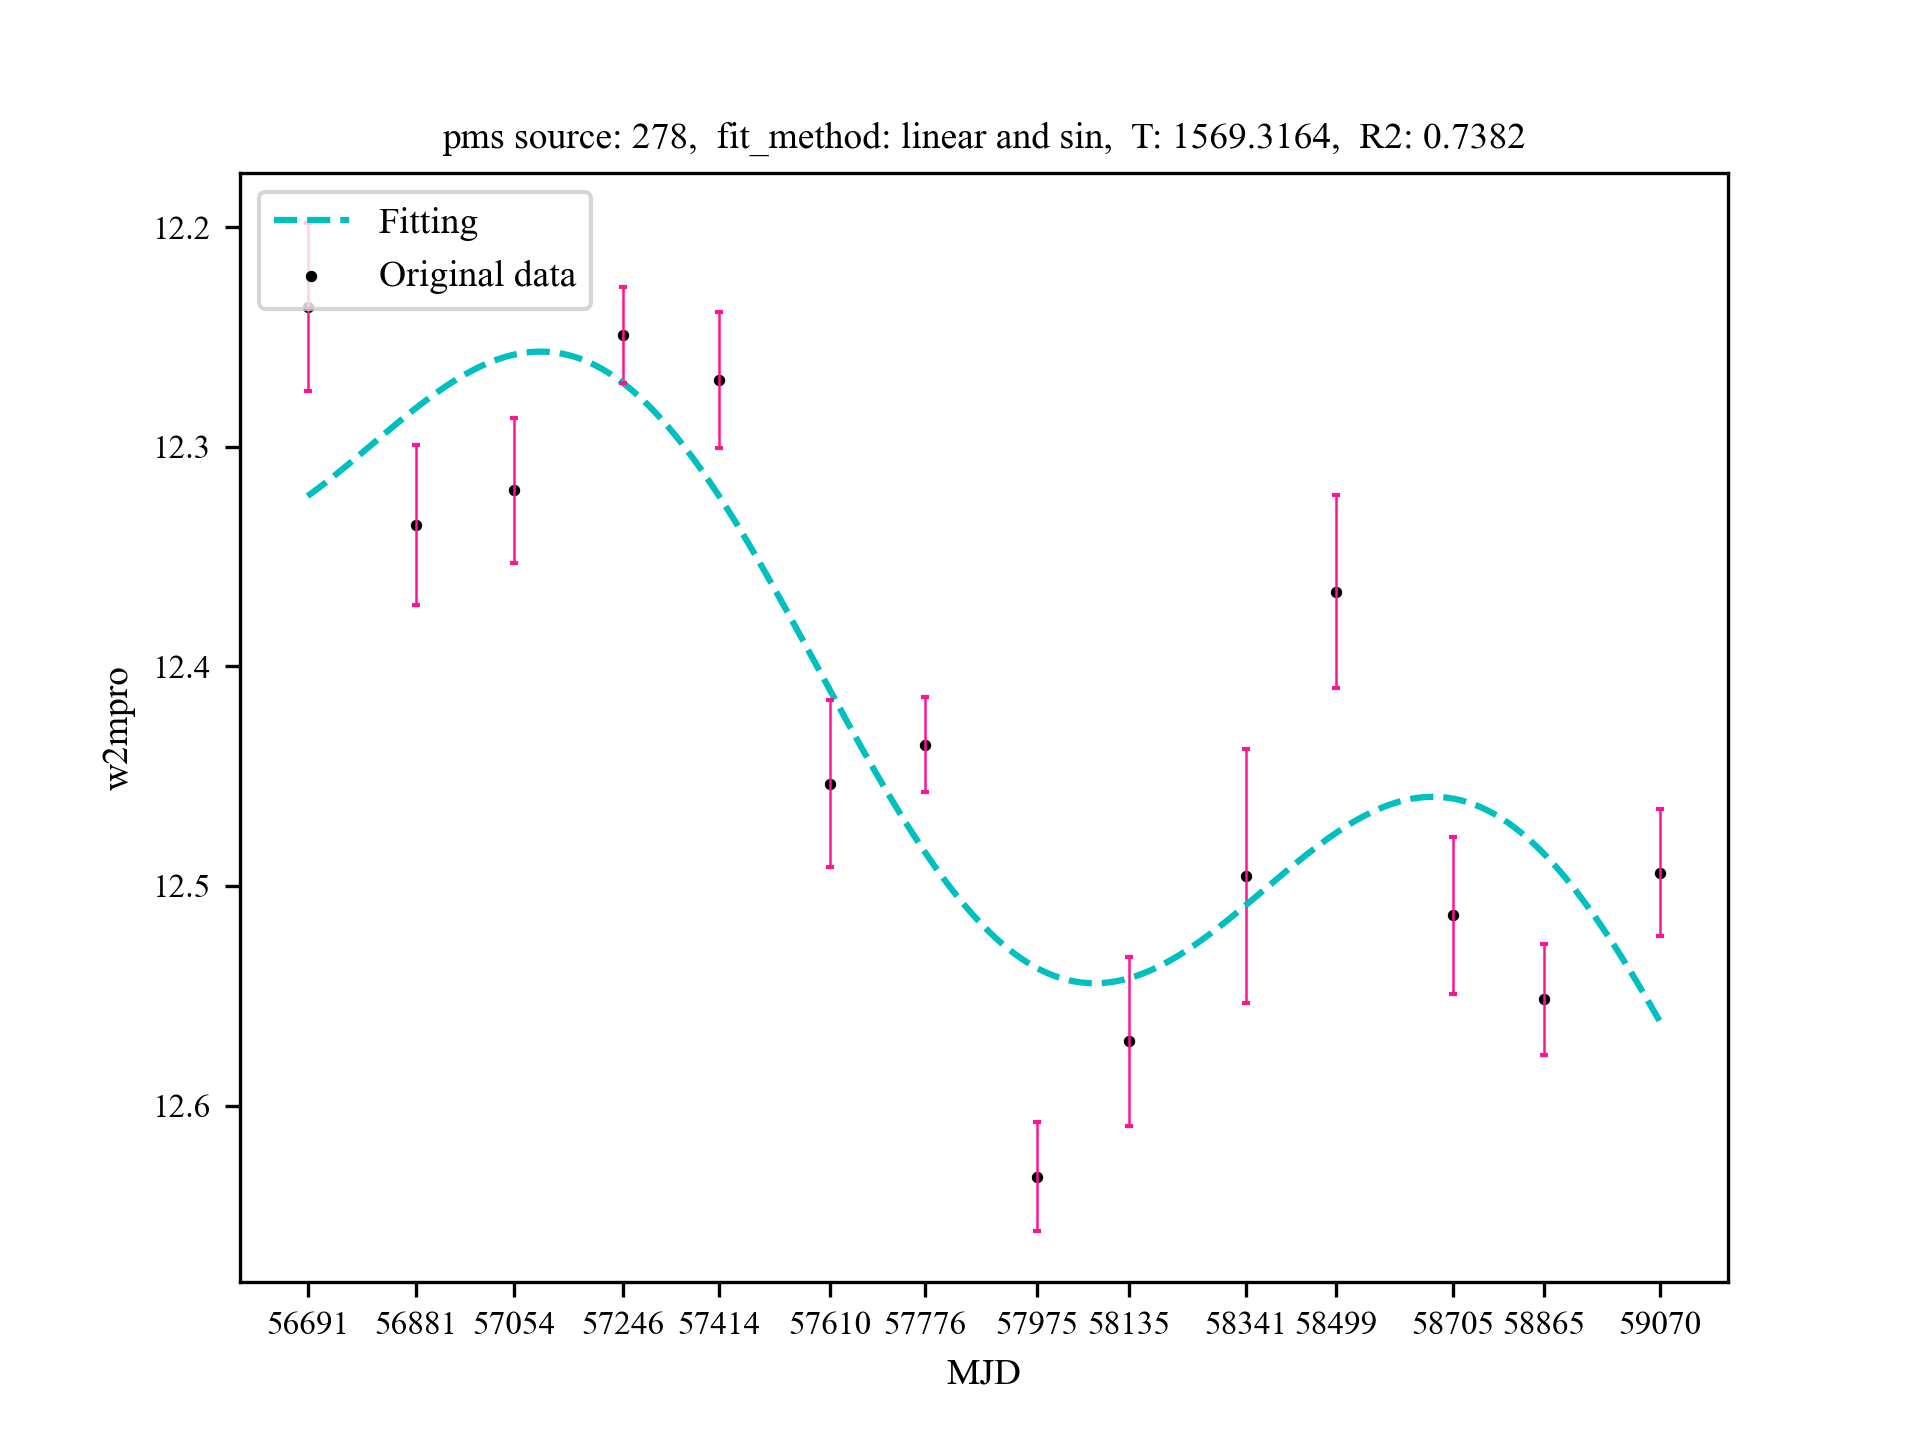 pms source: 278,  fit_method: linear and sin,  T: 1569.3164,  R2: 0.7382
Fitting
Original data
12.2
12.3
12.4
12.5
12.6
w2mpro
56691 56881 57054 57246 57414 57610 57776 57975 58135 58341 58499 58705 58865 59070
MJD